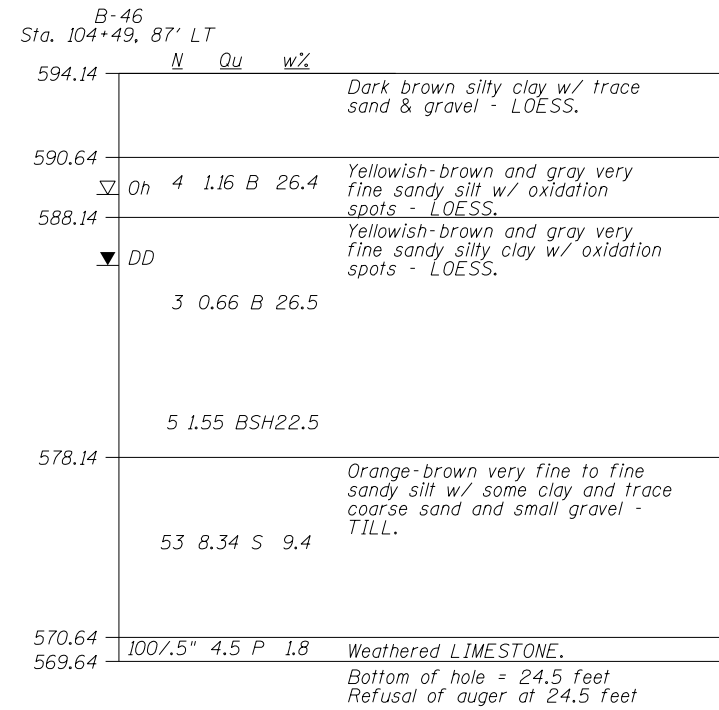 B-46
Sta. 104+49, 87' LT
N Qu w%
594.14
Dark brown silty clay w/ trace
sand & gravel - LOESS.
590.64
Yellowish-brown and gray very
0h 4 1.16 B 26.4
fine sandy silt w/ oxidation
spots - LOESS.
588.14
Yellowish-brown and gray very
fine sandy silty clay w/ oxidation
spots - LOESS.
DD
3 0.66 B 26.5
5 1.55 BSH 22.5
578.14
Orange-brown very fine to fine
sandy silt w/ some clay and trace
coarse sand and small gravel -
TILL.
53 8.34 S 9.4
570.64
100/.5" 4.5 P 1.8 Weathered LIMESTONE.
569.64
Bottom of hole = 24.5 feet
Refusal of auger at 24.5 feet